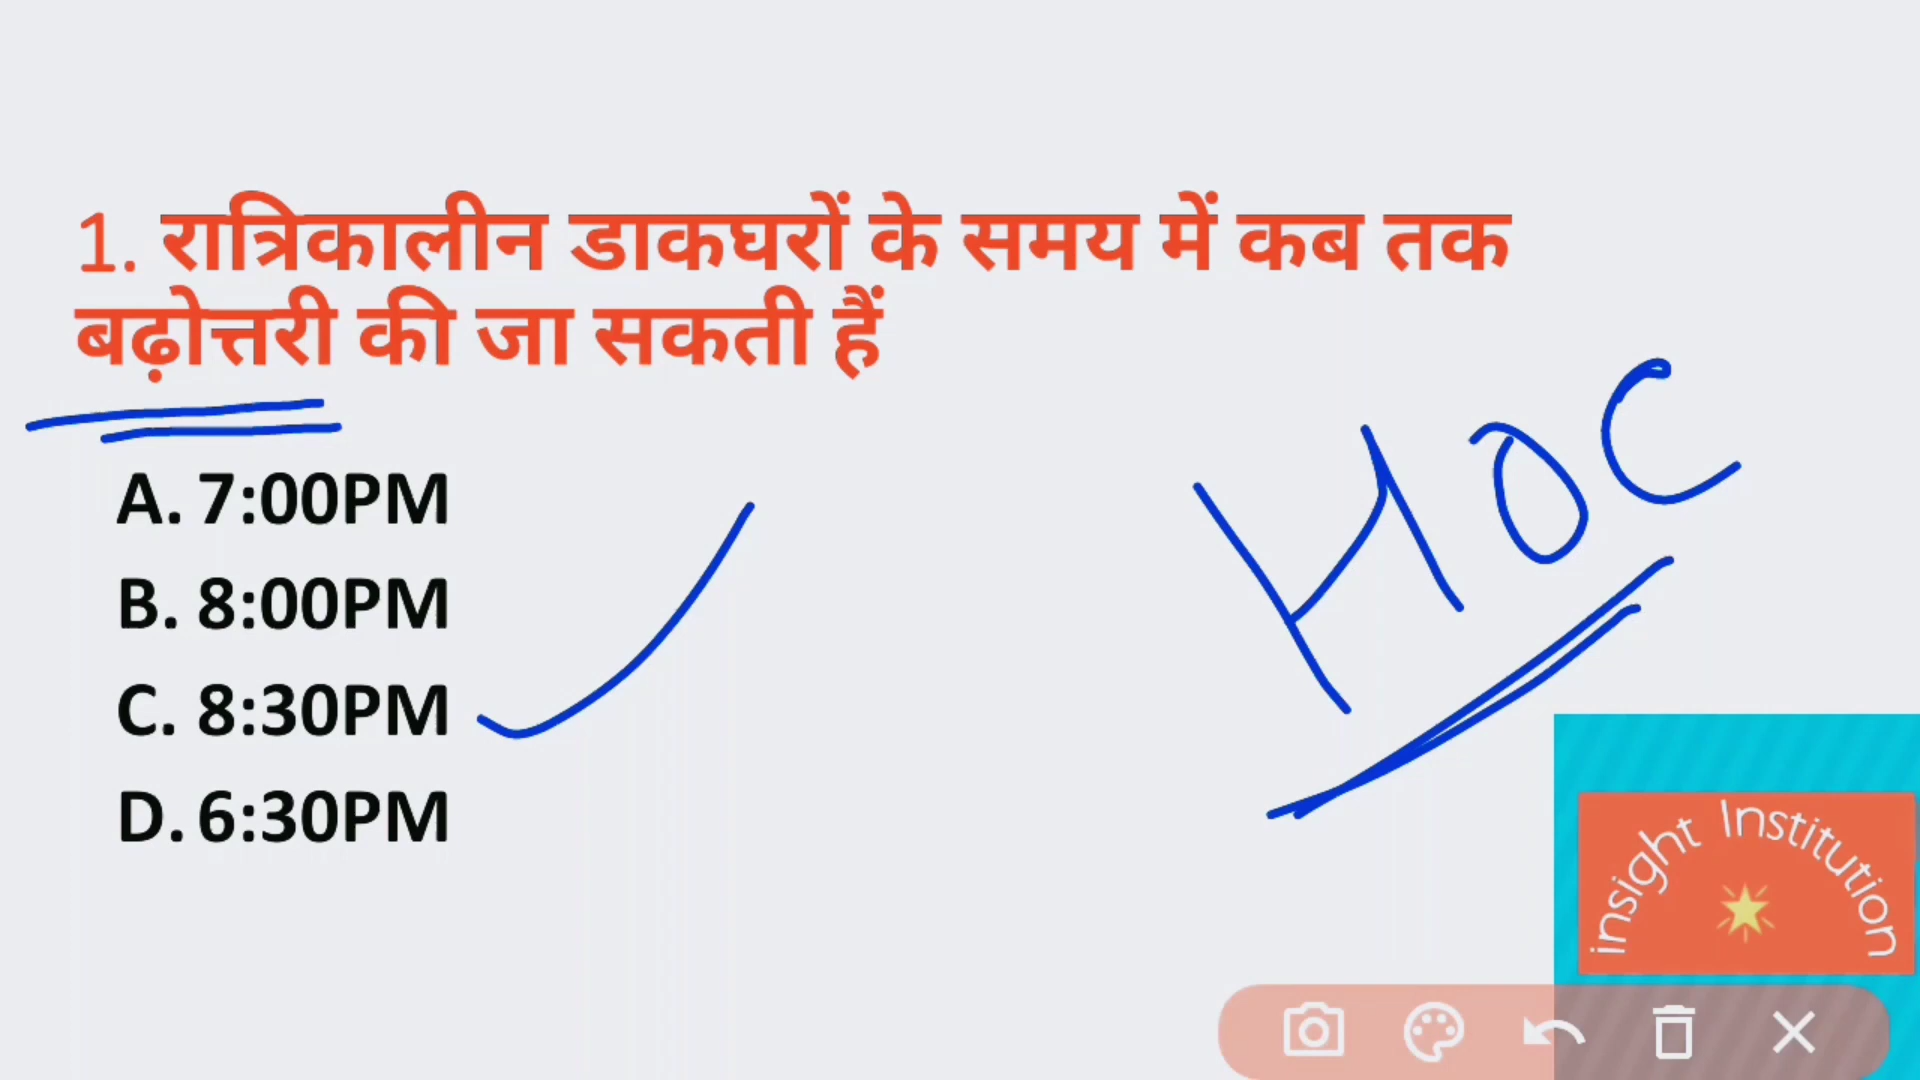 1. रात्रिकालीन डाकघरों के समय में कब तक
बढ़ोत्तरी की जा सकती हैं
A. 7:00PM
B. 8:00PM
C. 8:30PM
D. 6:30PM
HOC
insight Institution